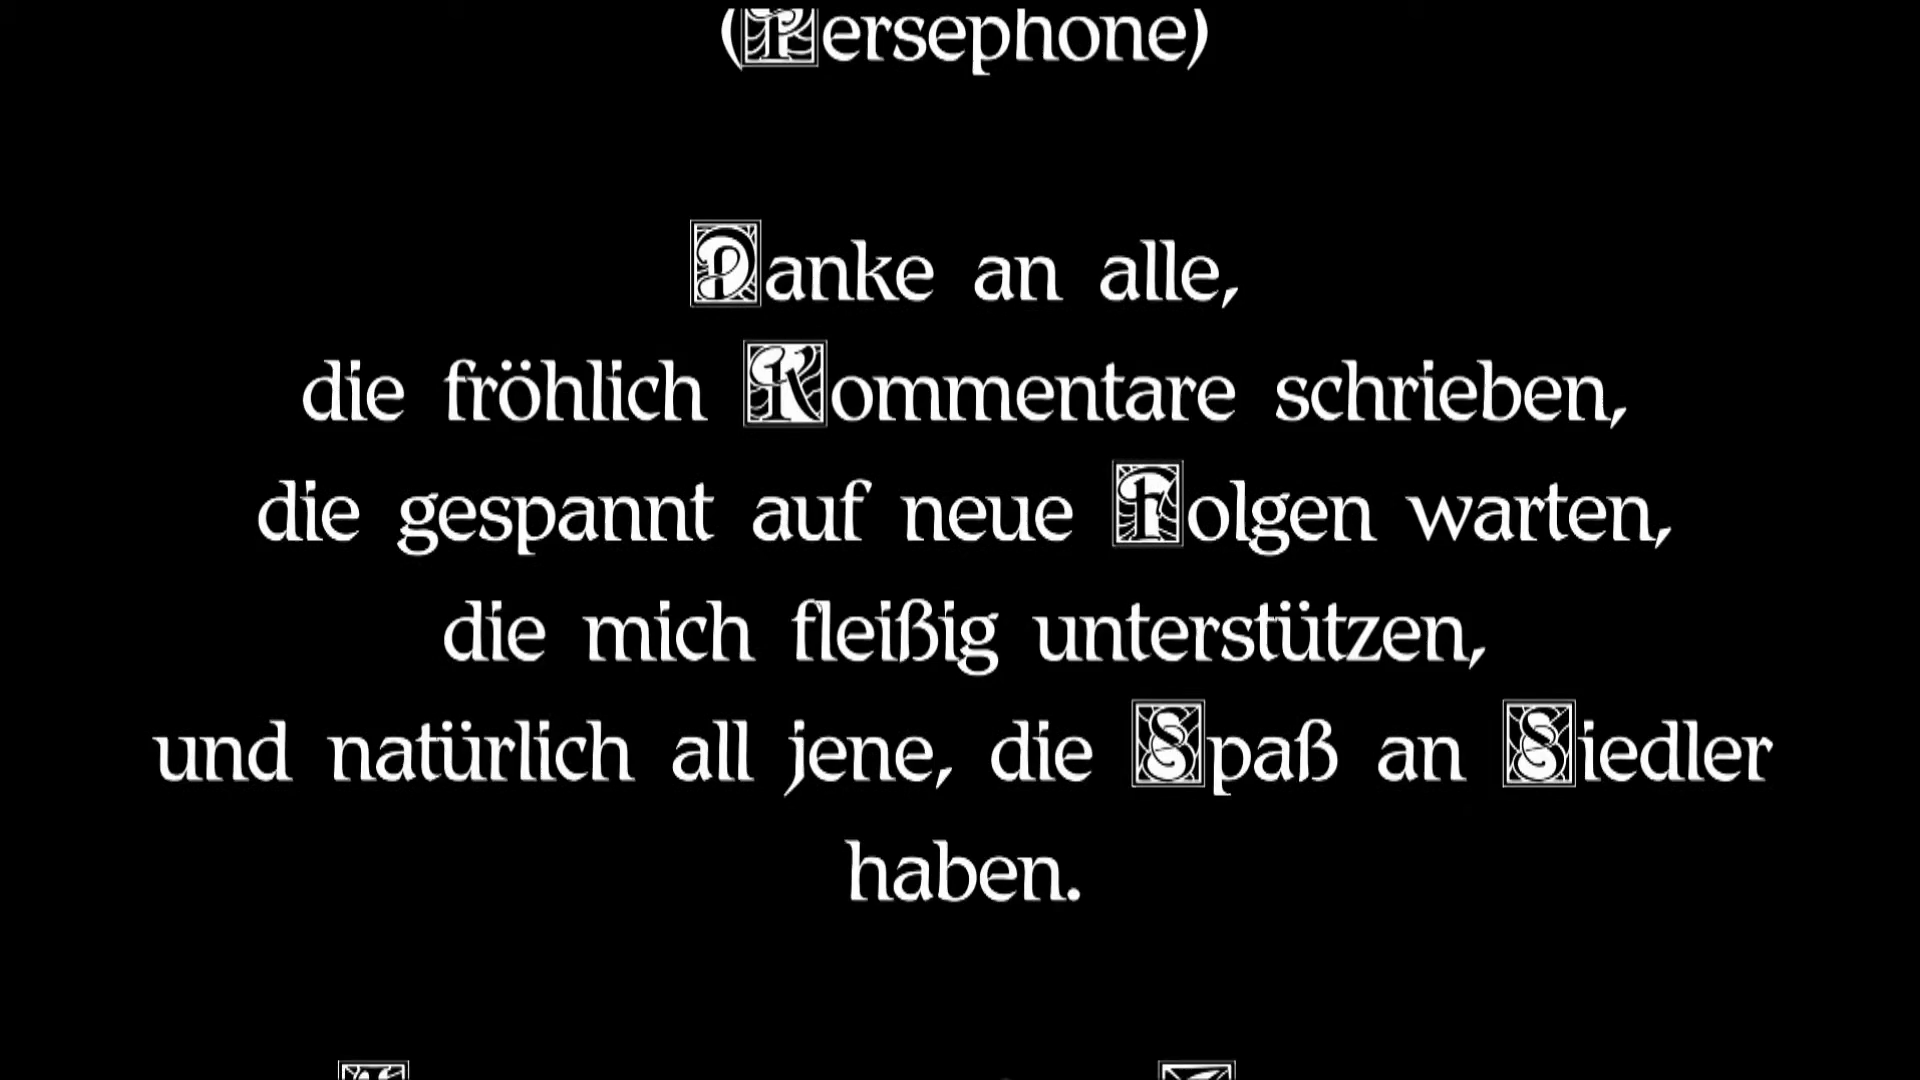 (Persephone)
Danke an alle,
die fröhlich Kommentare schrieben,
die gespannt auf neue Folgen warten,
die mich fleißig unterstützen,
und natürlich all jene, die Spaß an Siedler
haben.